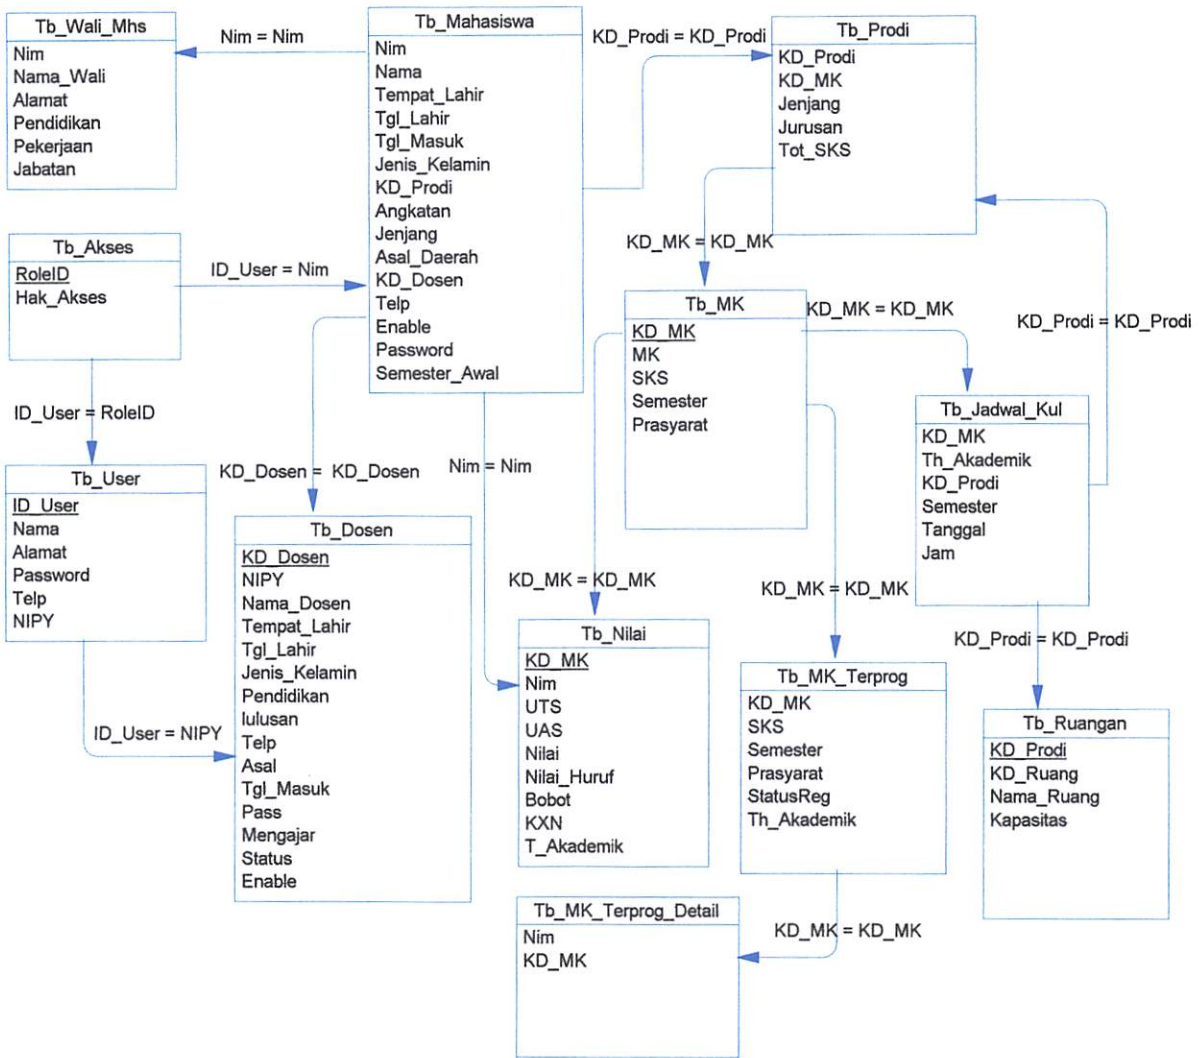 Tb_Wali_Mhs
Nim
Nama_Wali
Alamat
Pendidikan
Pekerjaan
Jabatan
Nim = Nim
Tb_Mahasiswa
Nim
Nama
Tempat_Lahir
Tgl_Lahir
Tgl_Masuk
Jenis_Kelamin
KD_Prodi
Angkatan
Jenjang
Asal_Daerah
KD_Dosen
Telp
Enable
Password
Semester_Awal
KD_Prodi = KD_Prodi
Tb_Prodi
KD_Prodi
KD_MK
Jenjang
Jurusan
Tot_SKS
Tb_Akses
RoleID
Hak_Akses
ID_User = Nim
KD_MK = KD_MK
Tb_MK
KD_MK
MK
SKS
Semester
Prasyarat
KD_MK = KD_MK
KD_Prodi = KD_Prodi
ID_User = RoleID
Tb_Jadwal_Kul
KD_MK
Th_Akademik
KD_Prodi
Semester
Tanggal
Jam
Tb_User
ID_User
Nama
Alamat
Password
Telp
NIPY
KD_Dosen = KD_Dosen
Nim = Nim
Tb_Dosen
KD_Dosen
NIPY
Nama_Dosen
Tempat_Lahir
Tgl_Lahir
Jenis_Kelamin
Pendidikan
lulusan
Telp
Asal
Tgl_Masuk
Pass
Mengajar
Status
Enable
ID_User = NIPY
KD_MK = KD_MK
Tb_Nilai
KD_MK
Nim
UTS
UAS
Nilai
Nilai_Huruf
Bobot
KXN
T_Akademik
KD_MK = KD_MK
Tb_MK_Terprog
KD_MK
SKS
Semester
Prasyarat
StatusReg
Th_Akademik
KD_Prodi = KD_Prodi
Tb_Ruangan
KD_Prodi
KD_Ruang
Nama_Ruang
Kapasitas
Tb_MK_Terprog_Detail
Nim
KD_MK
KD_MK = KD_MK